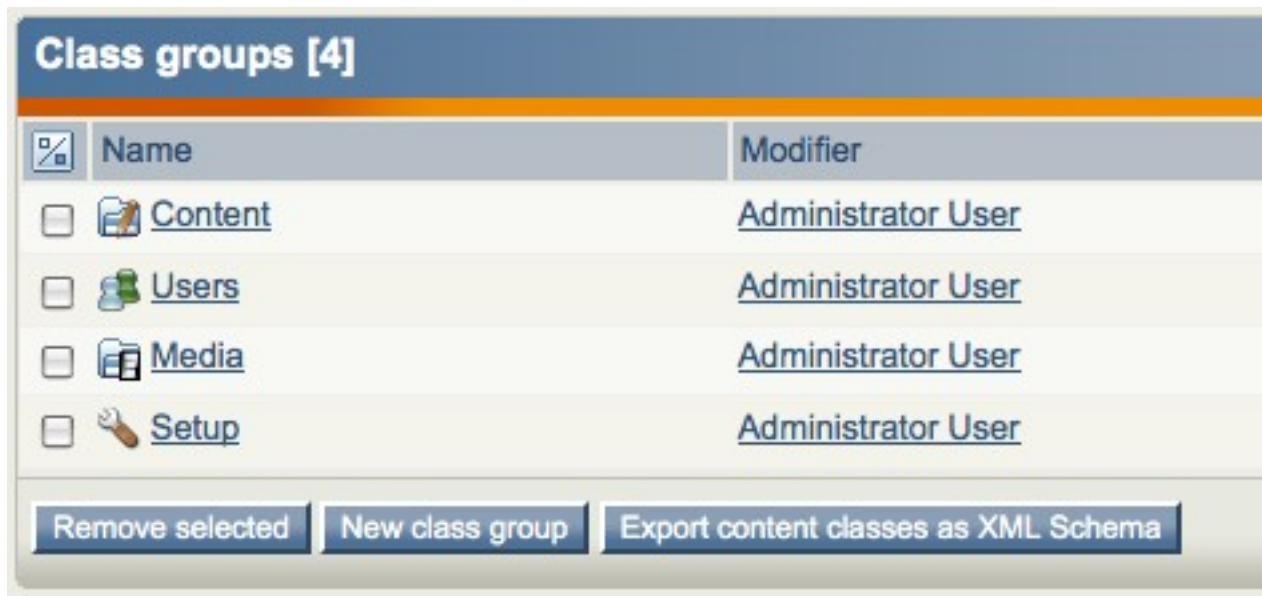 Class groups [4]
Name Modifier
Content Administrator User
Users Administrator User
Media Administrator User
Setup Administrator User
Remove selected New class group Export content classes as XML Schema